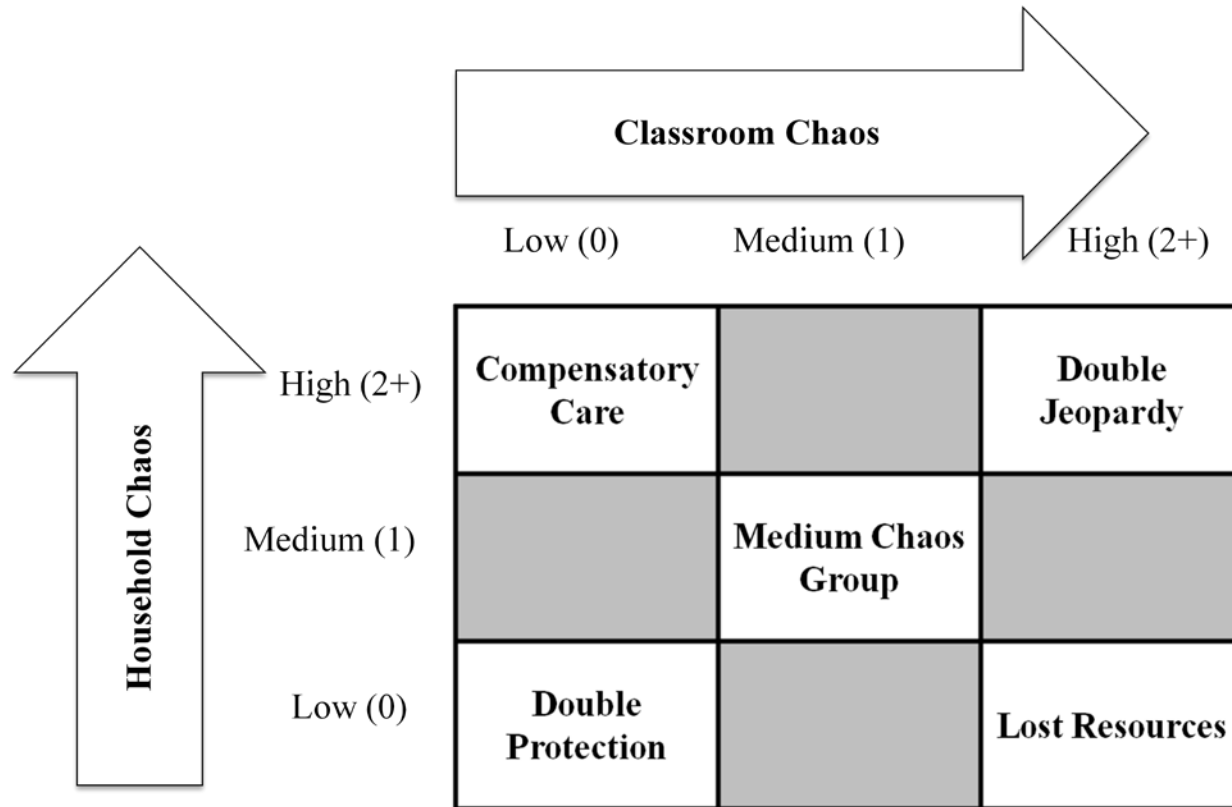 Classroom Chaos
Low (0) Medium (1) High (2+)
High (2+)
Compensatory
Care
Double
Jeopardy
Household Chaos
Medium (1)
Medium Chaos
Group
Low (0)
Double
Protection
Lost Resources